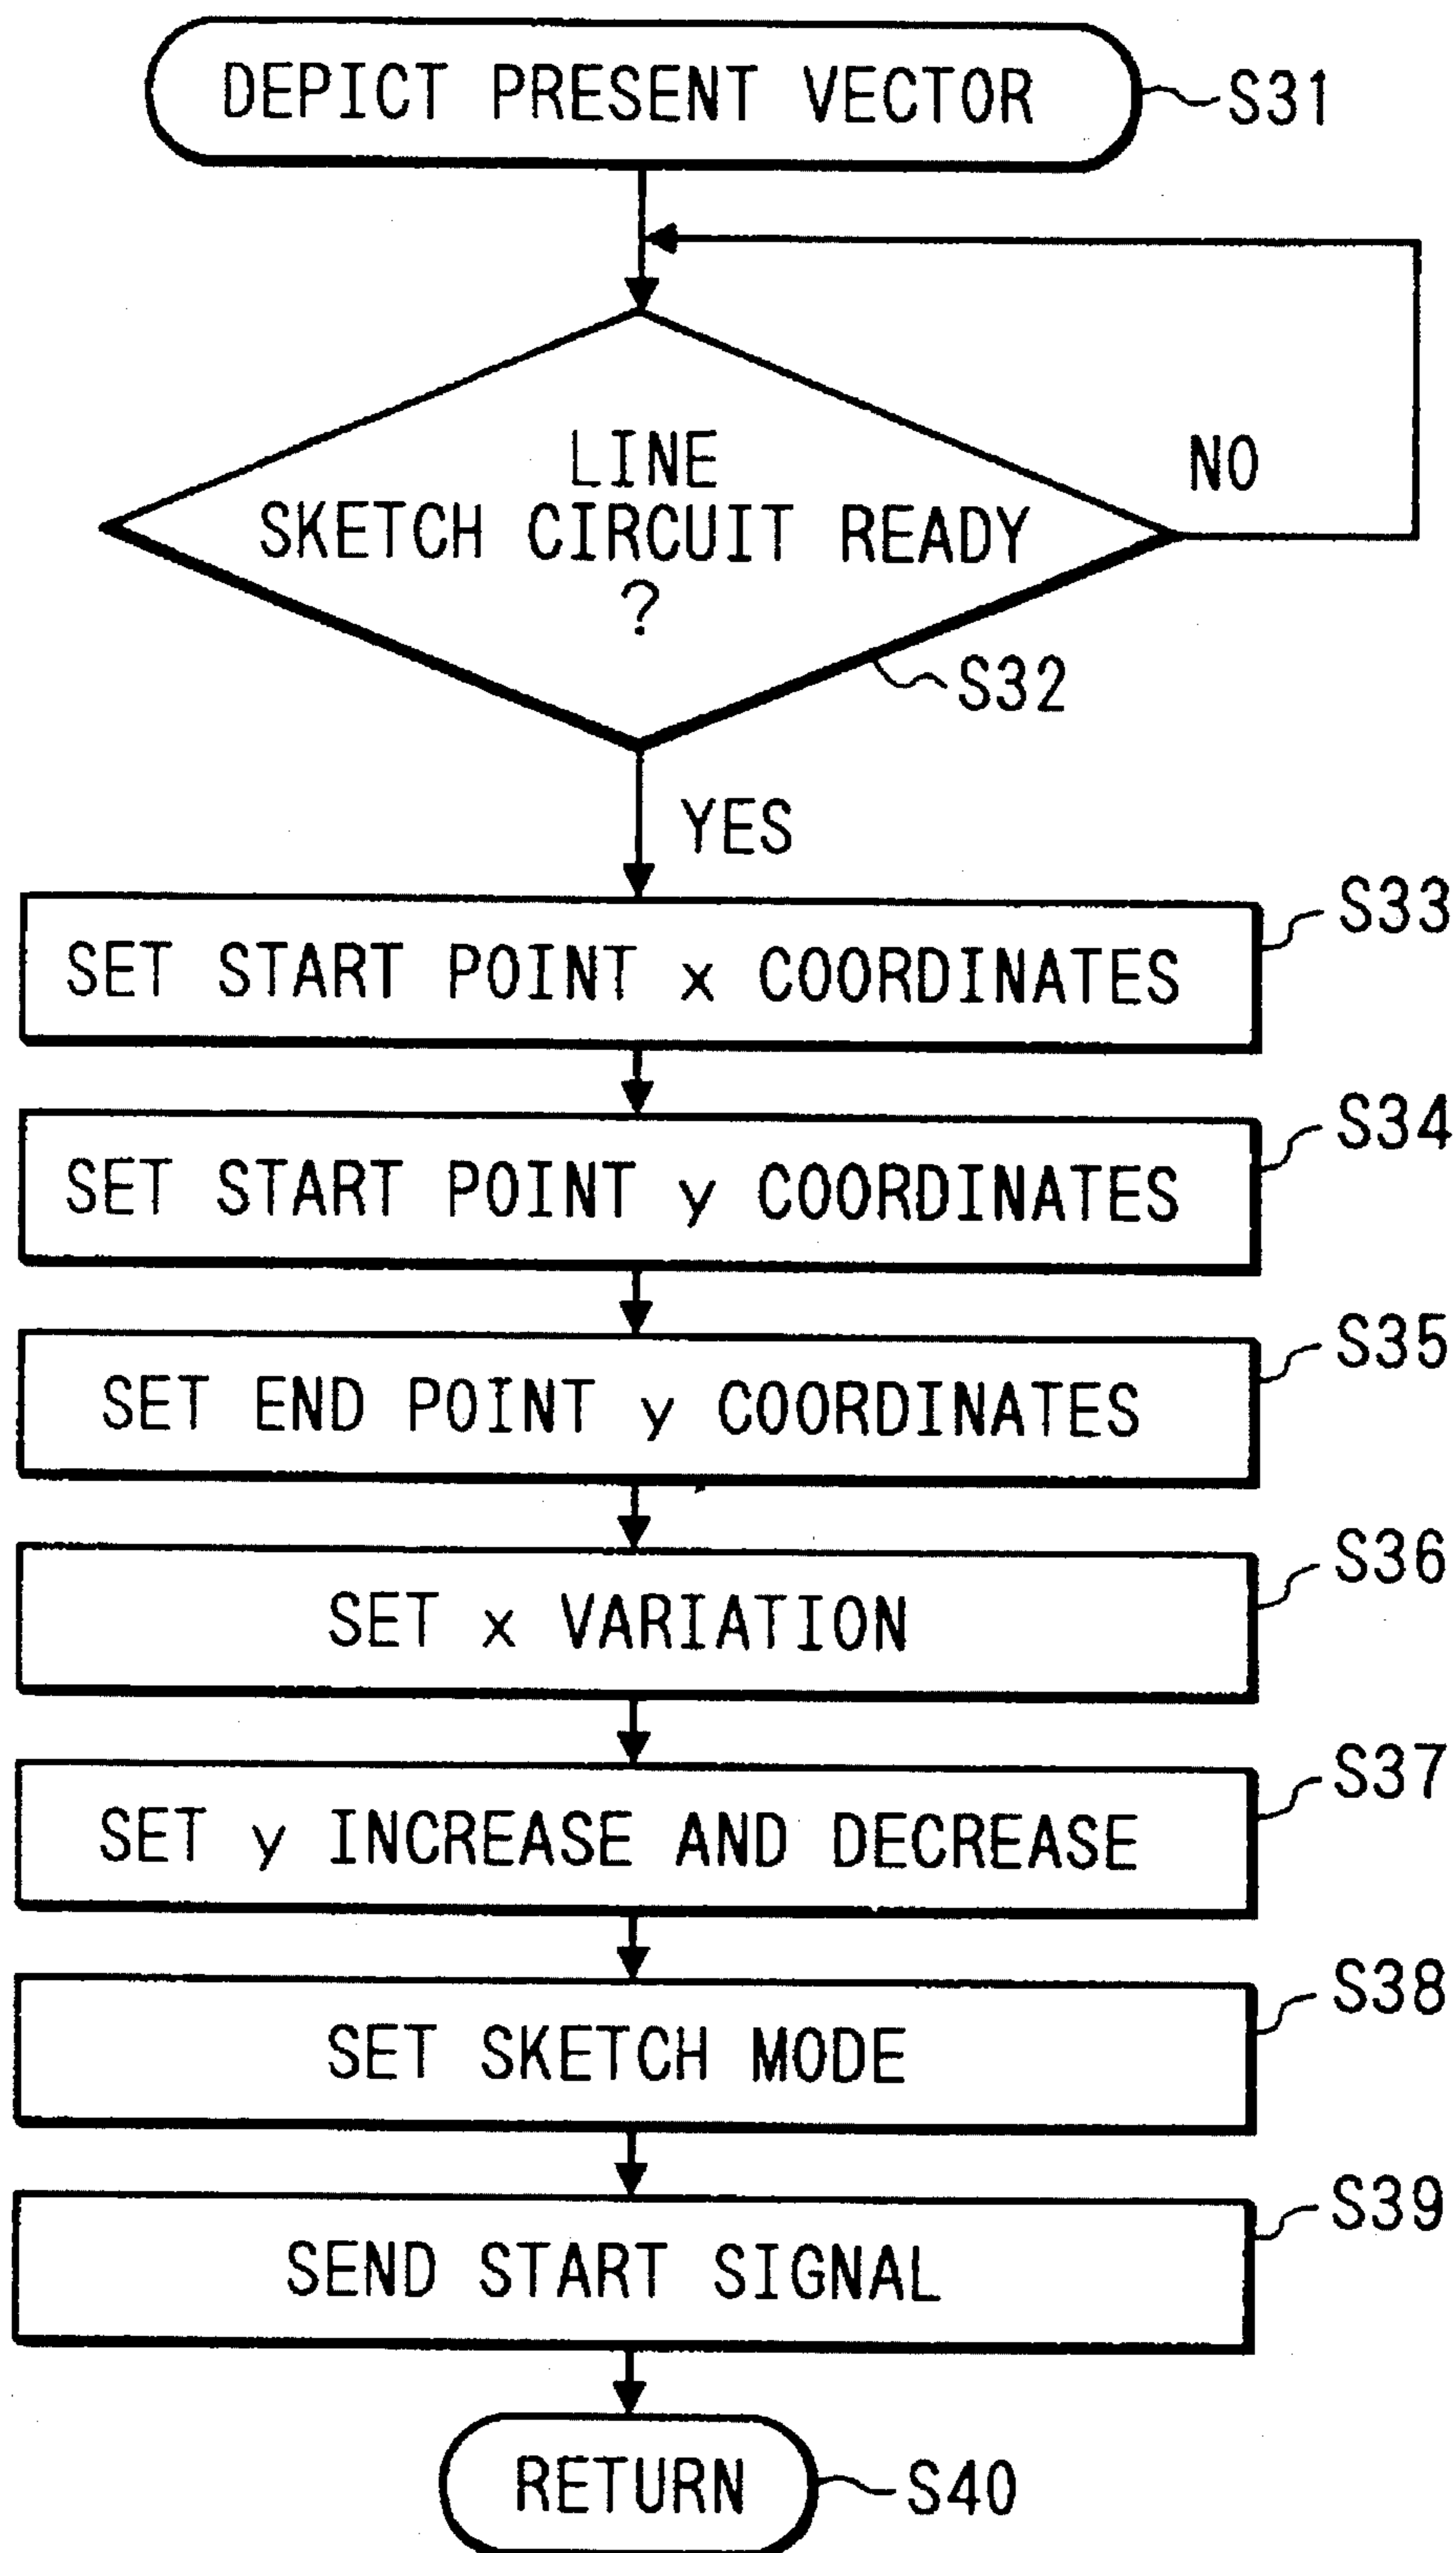 DEPICT PRESENT VECTOR
S31
LINE
SKETCH CIRCUIT READY
?
NO
S32
YES
S33
SET START POINT x COORDINATES
S34
SET START POINT y COORDINATES
S35
SET END POINT y COORDINATES
S36
SET x VARIATION
S37
SET y INCREASE AND DECREASE
S38
SET SKETCH MODE
S39
SEND START SIGNAL
RETURN
S40